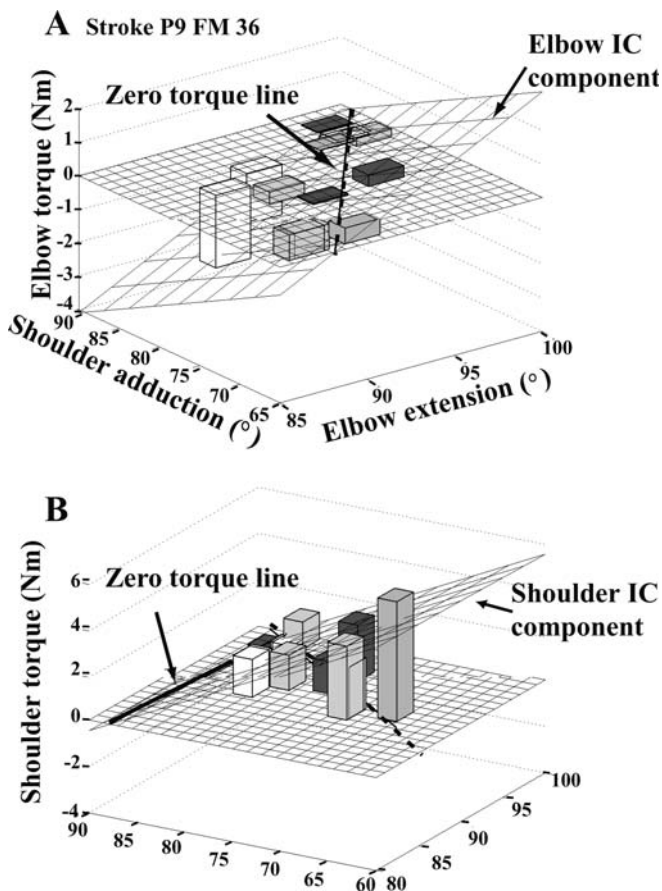 A Stroke P9 FM 36
Elbow IC
component
Zero torque line
Elbow torque (Nm)
2
1
0
-1
-2
-3
-4
90
85
80
75
70
65
Shoulder adduction (°)
85
90
95
100
Elbow extension (°)
B
Zero torque line
Shoulder IC
component
Shoulder torque (Nm)
6
4
2
0
-2
-4
90
85
80
75
70
65
60
80
85
90
95
100